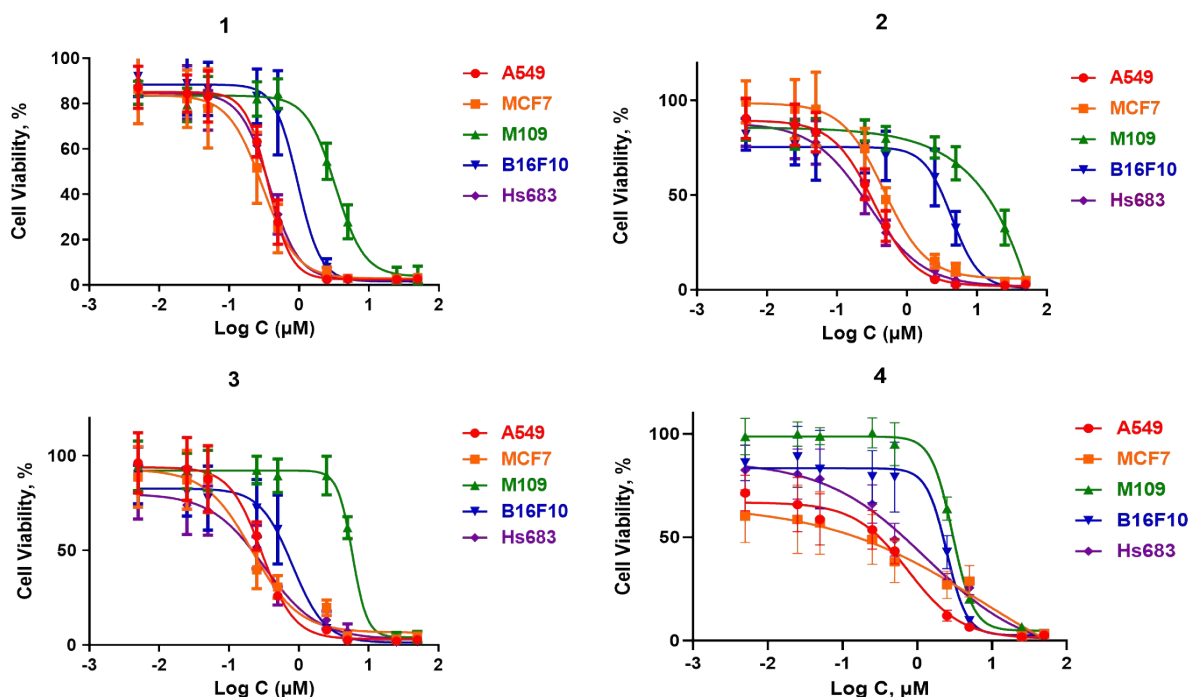 1
100
80
60
40
20
0
Cell Viability, %
-3 -2 -1 0 1 2
Log C (µM)
A549
MCF7
M109
B16F10
Hs683
2
100
50
0
Cell Viability, %
-3 -2 -1 0 1 2
Log C (µM)
A549
MCF7
M109
B16F10
Hs683
3
100
50
0
Cell Viability, %
-3 -2 -1 0 1 2
Log C (µM)
A549
MCF7
M109
B16F10
Hs683
4
100
50
0
Cell Viability, %
-3 -2 -1 0 1 2
Log C, µM
A549
MCF7
M109
B16F10
Hs683